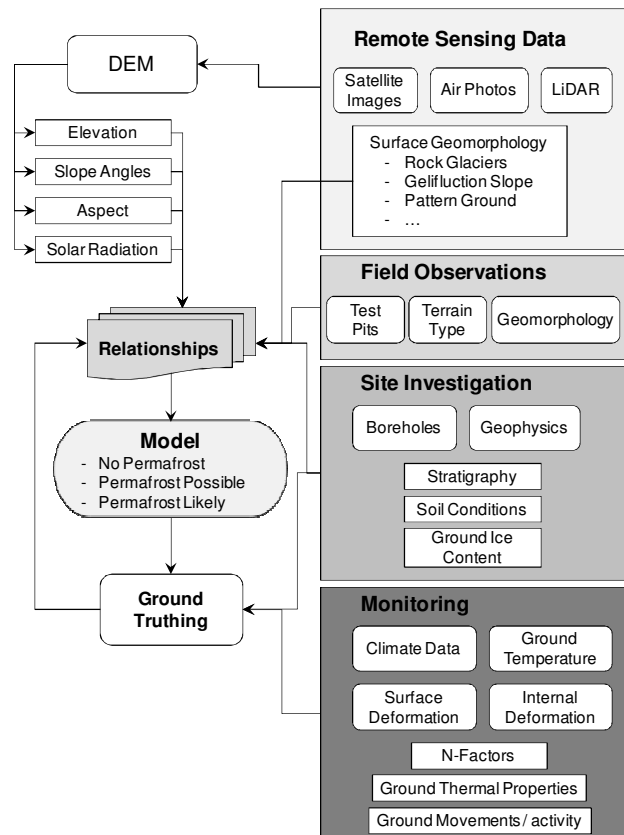 DEM
Elevation
Slope Angles
Aspect
Solar Radiation
Relationships
Model
- No Permafrost
- Permafrost Possible
- Permafrost Likely
Ground
Truthing
Remote Sensing Data
Satellite
Images
Air Photos
LiDAR
Surface Geomorphology
- Rock Glaciers
- Gelifluction Slope
- Pattern Ground
- ...
Field Observations
Test
Pits
Terrain
Type
Geomorphology
Site Investigation
Boreholes
Geophysics
Stratigraphy
Soil Conditions
Ground Ice
Content
Monitoring
Climate Data
Ground
Temperature
Surface
Deformation
Internal
Deformation
N-Factors
Ground Thermal Properties
Ground Movements / activity